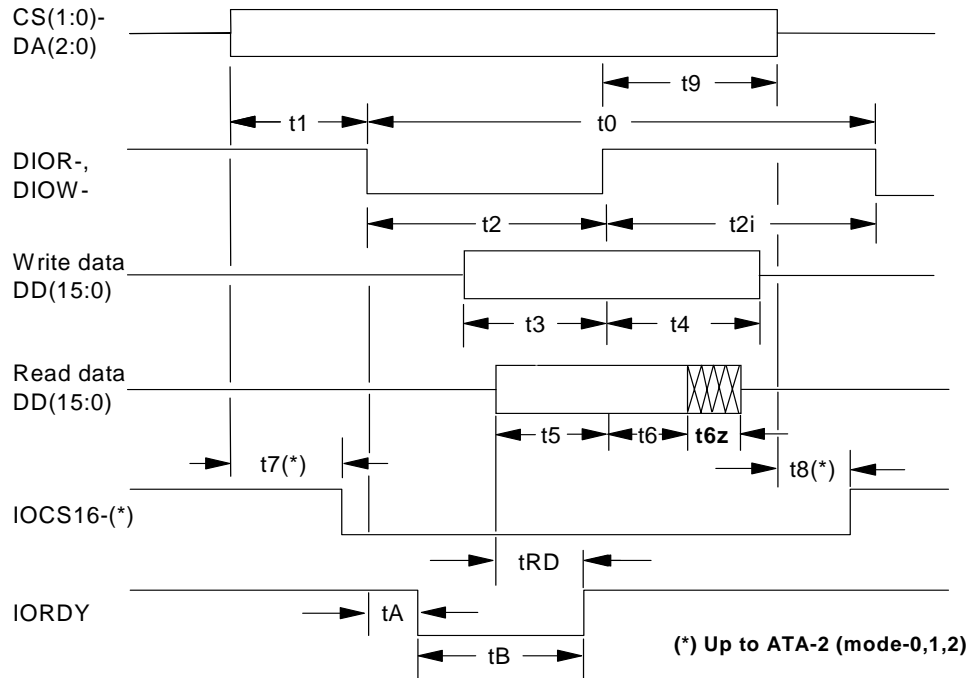 CS(1:0)-
DA(2:0)
t9
t1
t0
DIOR-,
DIOW-
t2
t2i
Write data
DD(15:0)
t3
t4
Read data
DD(15:0)
t5
t6
t6z
t7(*)
t8(*)
IOCS16-(*)
tRD
IORDY
tA
tB
(*) Up to ATA-2 (mode-0,1,2)